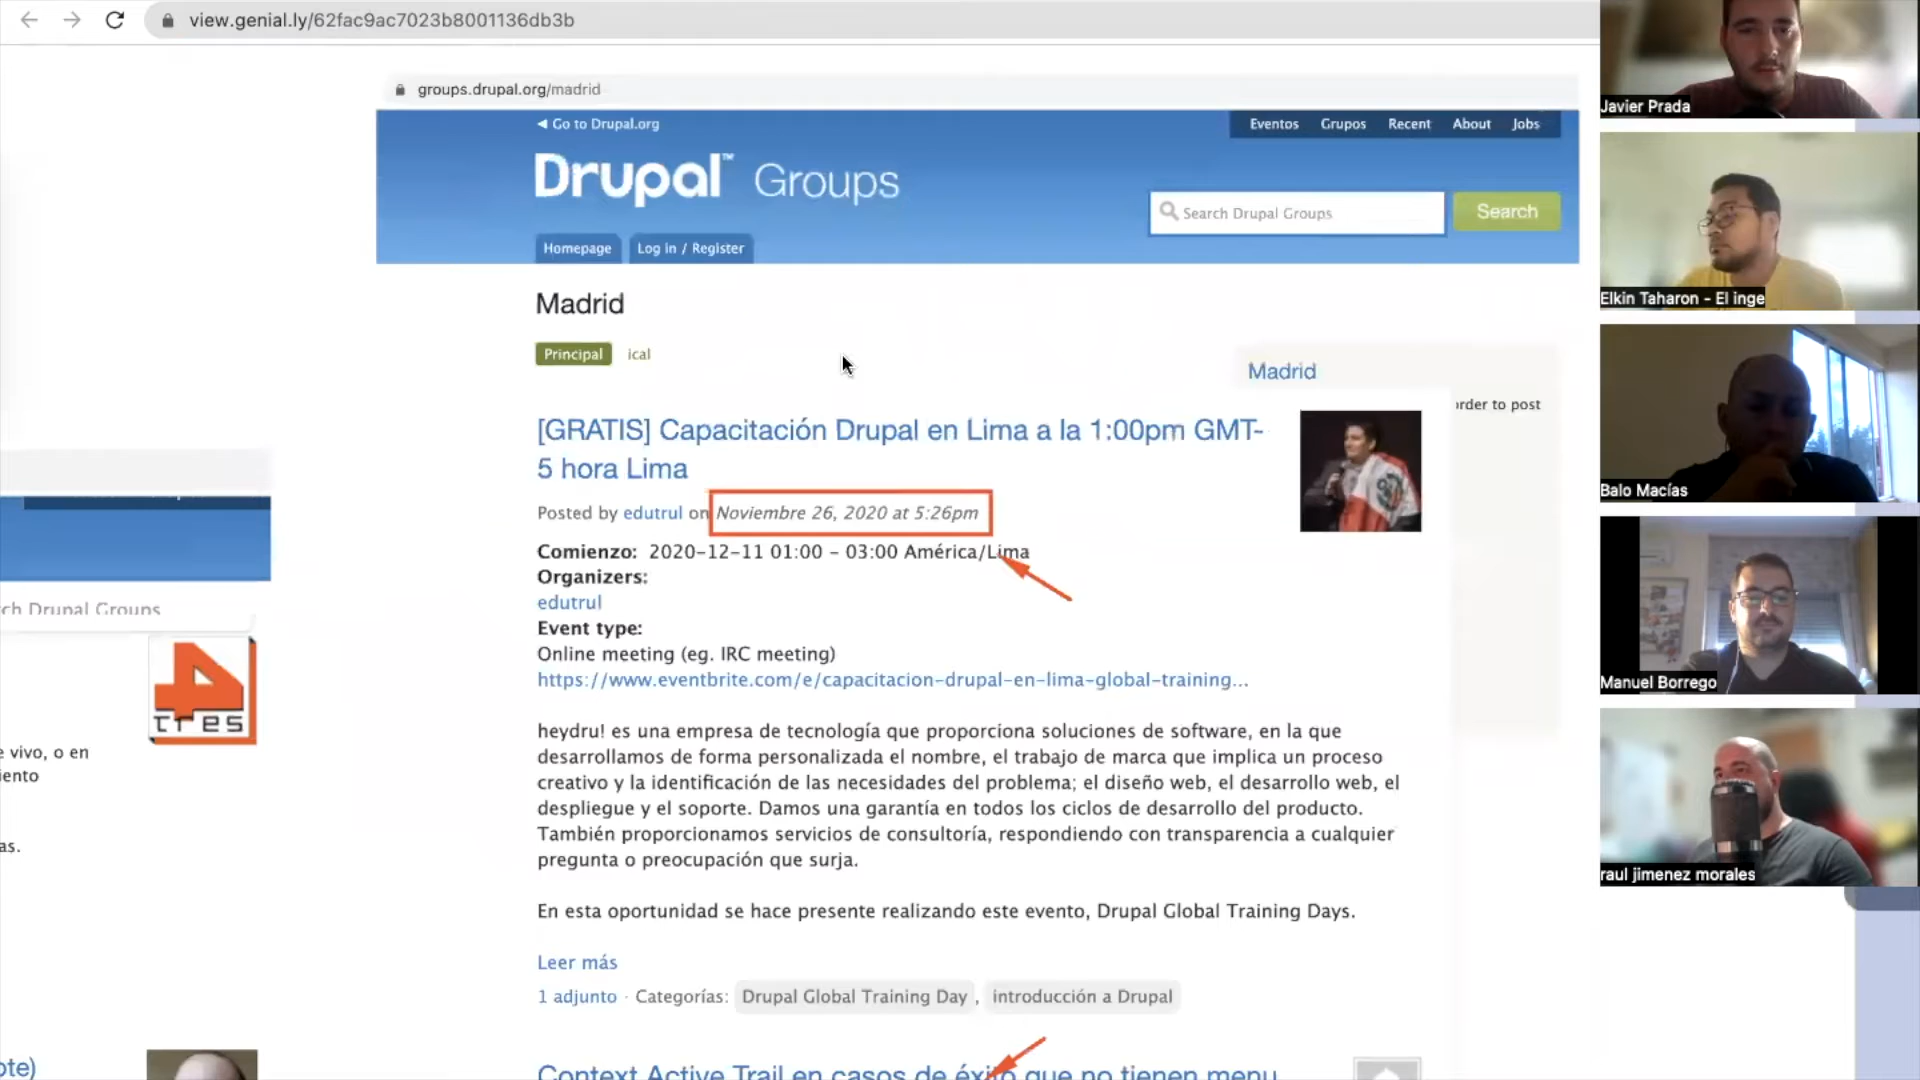 view.genial.ly/62fac9ac7023b8001136db3b
groups.drupal.org/madrid
Go to Drupal.org
Eventos Grupos Recent About Jobs
Drupal™ Groups
Search Drupal Groups
Search
Homepage Log in / Register
Madrid
Principal ical
Madrid
order to post
[GRATIS] Capacitación Drupal en Lima a la 1:00pm GMT-
5 hora Lima
Posted by edutrul on Noviembre 26, 2020 at 5:26pm
Comienzo: 2020-12-11 01:00 - 03:00 América/Lima
Organizers:
edutrul
Event type:
Online meeting (eg. IRC meeting)
https://www.eventbrite.com/e/capacitacion-drupal-en-lima-global-training...
heydru! es una empresa de tecnología que proporciona soluciones de software, en la que
desarrollamos de forma personalizada el nombre, el trabajo de marca que implica un proceso
creativo y la identificación de las necesidades del problema; el diseño web, el desarrollo web, el
despliegue y el soporte. Damos una garantía en todos los ciclos de desarrollo del producto.
También proporcionamos servicios de consultoría, respondiendo con transparencia a cualquier
pregunta o preocupación que surja.
En esta oportunidad se hace presente realizando este evento, Drupal Global Training Days.
Leer más
1 adjunto · Categorías: Drupal Global Training Day , introducción a Drupal
Context Active Trail en casos de éxito que no tienen menu
ch Drupal Groups
4
tres
e vivo, o en
iento
as.
ote)
Javier Prada
Elkin Taharon - El inge
Balo Macías
Manuel Borrego
raul jimenez morales